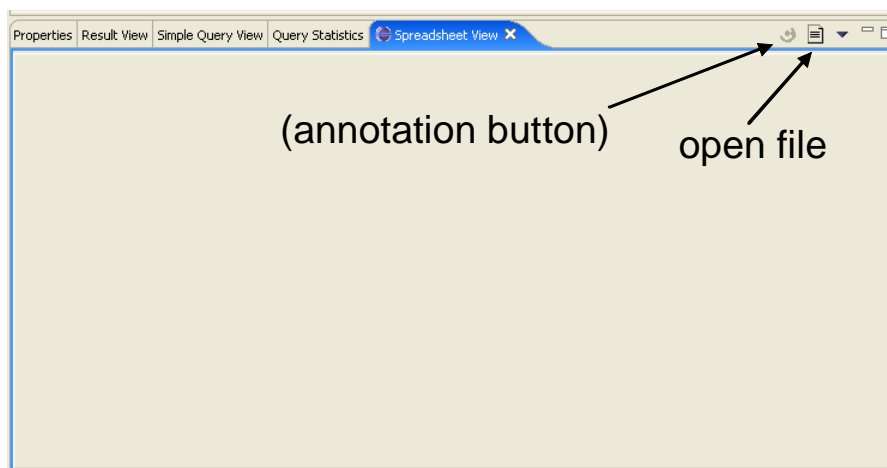 Properties Result View Simple Query View Query Statistics Spreadsheet View
(annotation button)
open file